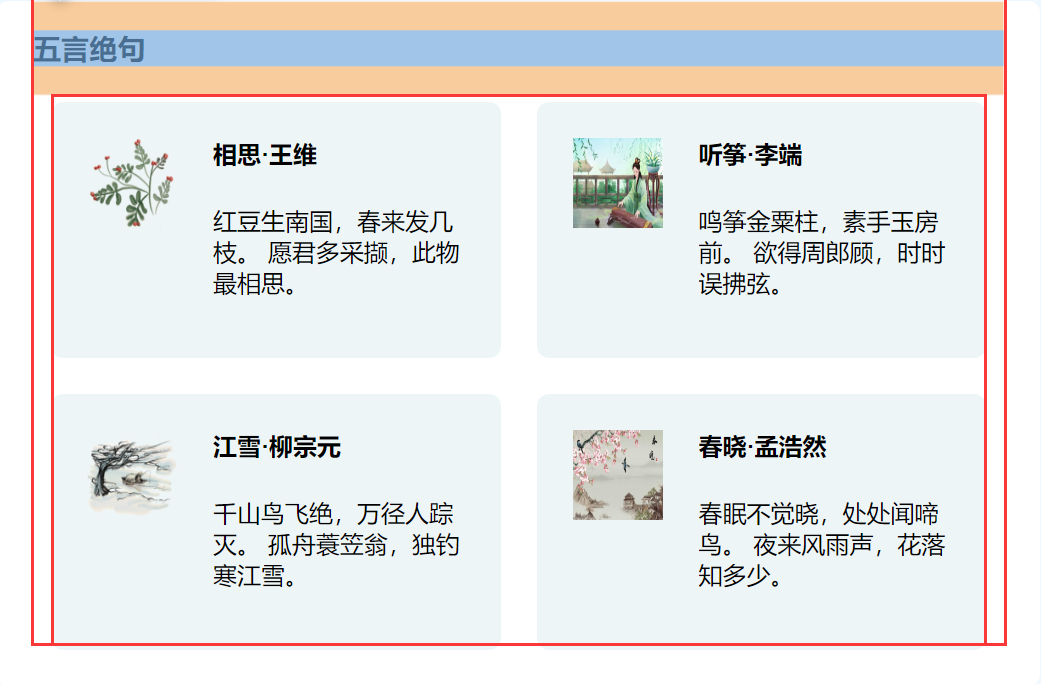 五言绝句
相思·王维
红豆生南国，春来发几
枝。 愿君多采撷，此物
最相思。
听筝·李端
鸣筝金粟柱，素手玉房
前。 欲得周郎顾，时时
误拂弦。
江雪·柳宗元
千山鸟飞绝，万径人踪
灭。 孤舟蓑笠翁，独钓
寒江雪。
春晓·孟浩然
春眠不觉晓，处处闻啼
鸟。 夜来风雨声，花落
知多少。